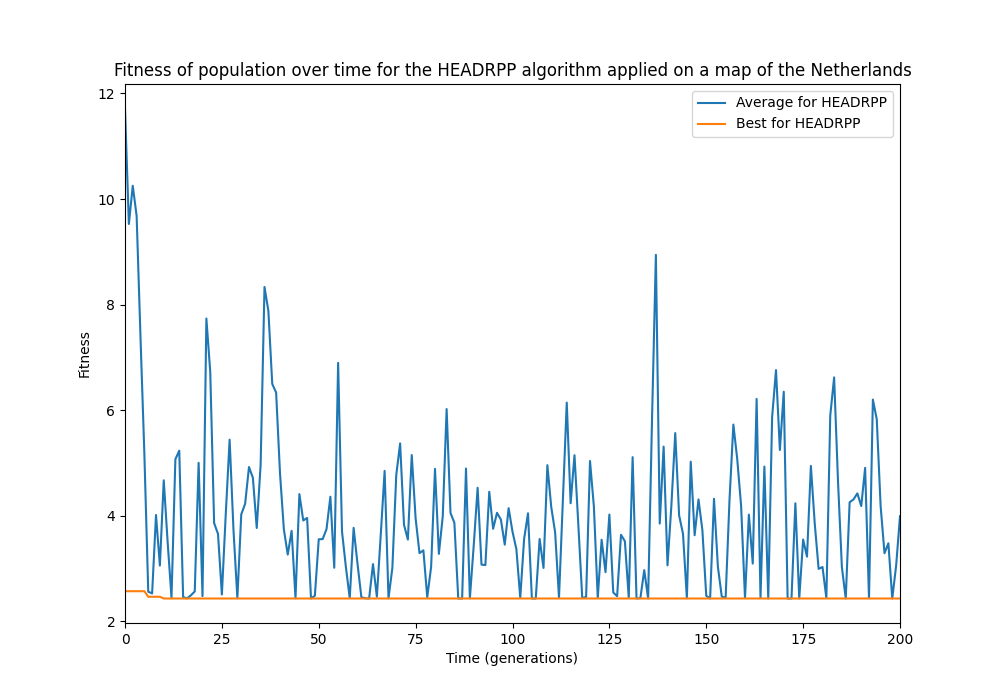 Fitness of population over time for the HEADRPP algorithm applied on a map of the Netherlands
Average for HEADRPP
Best for HEADRPP
Fitness
12
10
8
6
4
2
0 25 50 75 100 125 150 175 200
Time (generations)